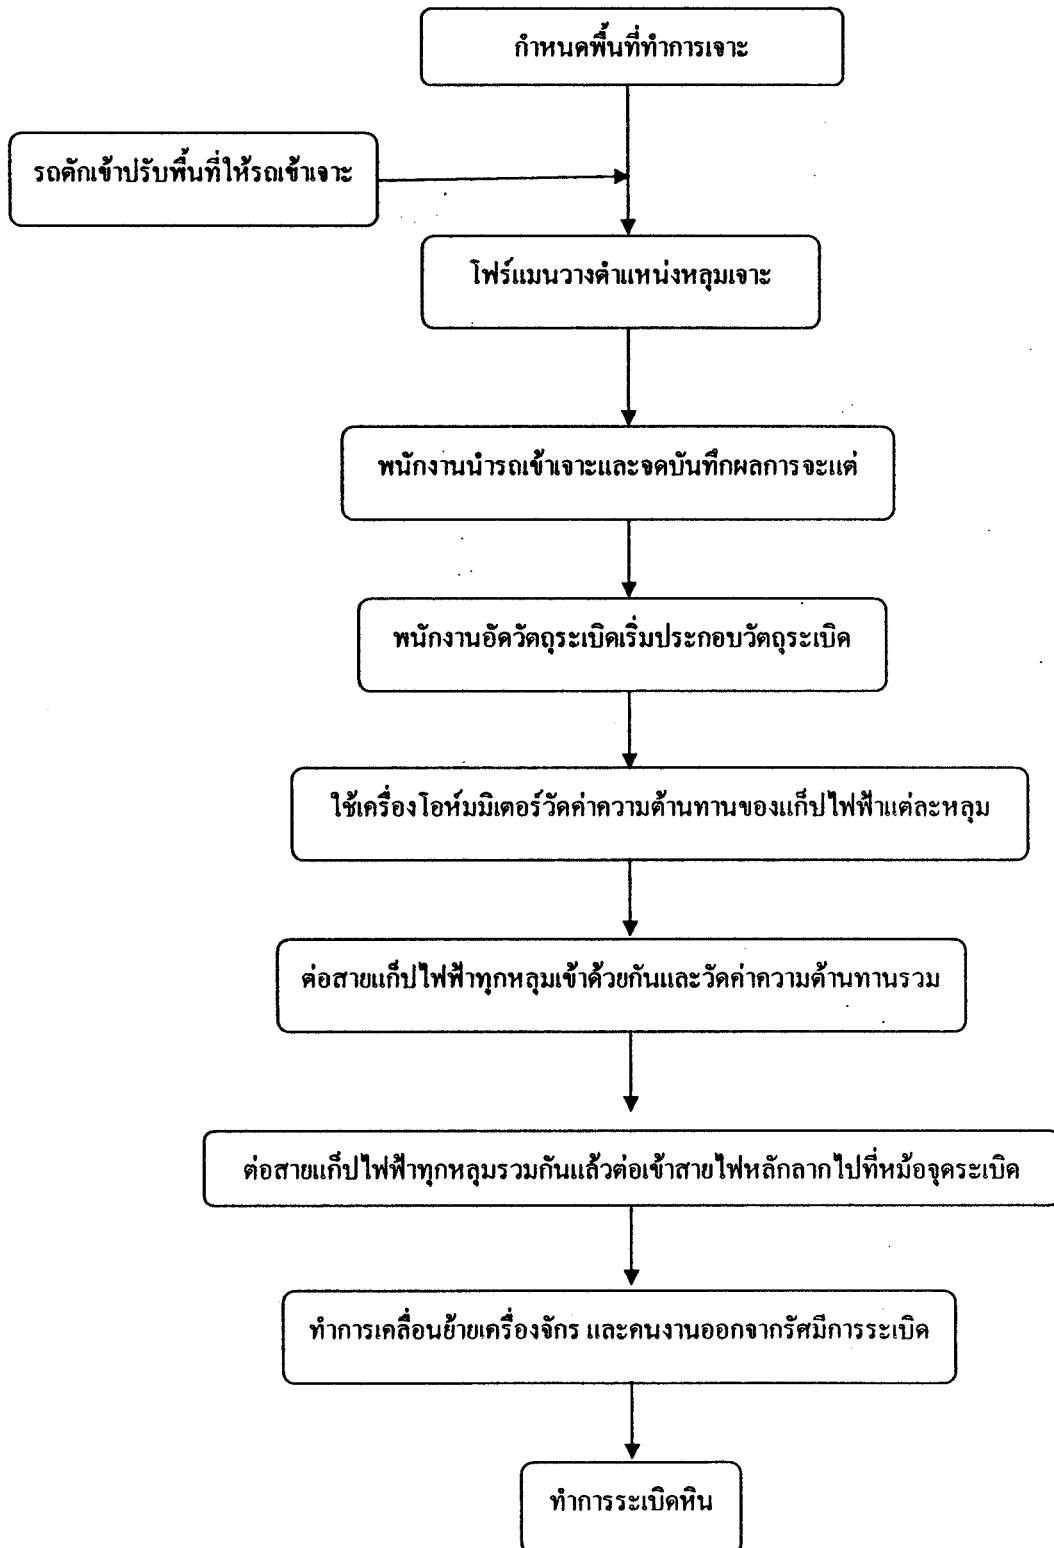 กำหนดพื้นที่ทำการเจาะ
รถตักเข้าปรับพื้นที่ให้รถเข้าเจาะ
โฟร์แมนวางตำแหน่งหลุมเจาะ
พนักงานนำรถเข้าเจาะและจดบันทึกผลการจะแต่
พนักงานอัดวัตถุระเบิดเริ่มประกอบวัตถุระเบิด
ใช้เครื่องโอห์มมิเตอร์วัดค่าความต้านทานของแก็ปไฟฟ้าแต่ละหลุม
ต่อสายแก็ปไฟฟ้าทุกหลุมเข้าด้วยกันและวัดค่าความต้านทานรวม
ต่อสายแก็ปไฟฟ้าทุกหลุมรวมกันแล้วต่อเข้าสายไฟหลักลากไปที่หม้อจุดระเบิด
ทำการเคลื่อนย้ายเครื่องจักร และคนงานออกจากรัศมีการระเบิด
ทำการระเบิดหิน